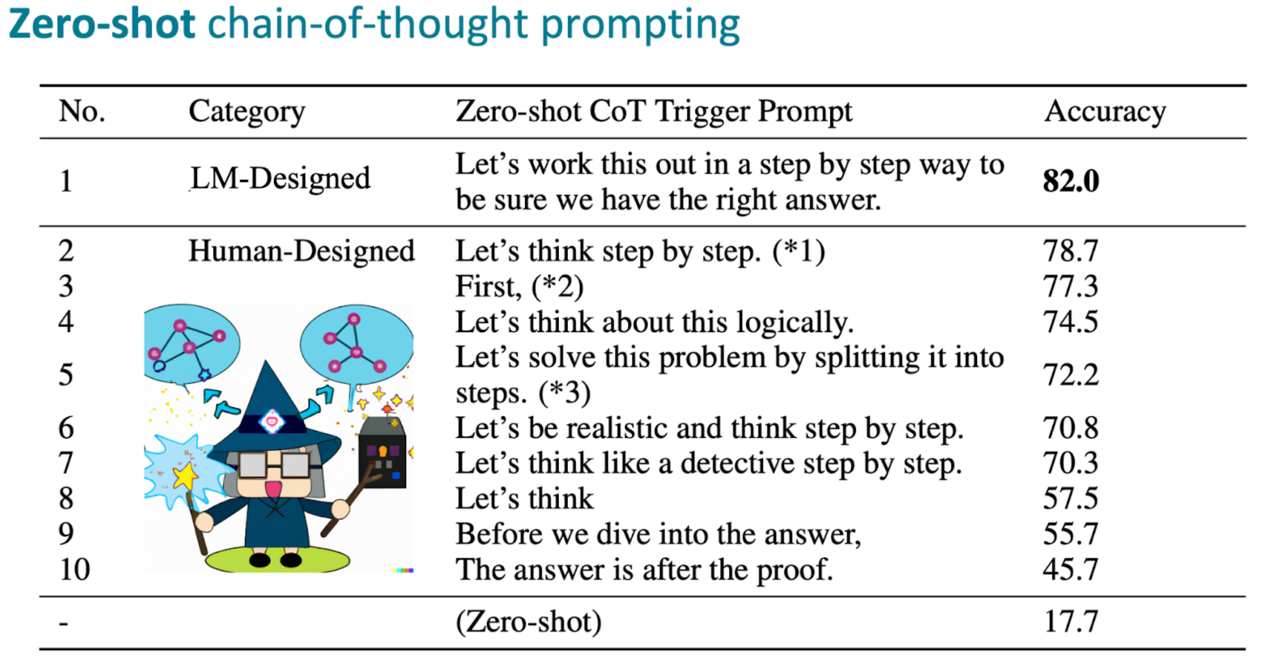 Zero-shot chain-of-thought prompting
No. Category Zero-shot CoT Trigger Prompt Accuracy
1 LM-Designed Let’s work this out in a step by step way to be sure we have the right answer. 82.0
2 Human-Designed Let’s think step by step. (*1) 78.7
3 First, (*2) 77.3
4 Let’s think about this logically. 74.5
5 Let’s solve this problem by splitting it into steps. (*3) 72.2
6 Let’s be realistic and think step by step. 70.8
7 Let’s think like a detective step by step. 70.3
8 Let’s think 57.5
9 Before we dive into the answer, 55.7
10 The answer is after the proof. 45.7
- (Zero-shot) 17.7